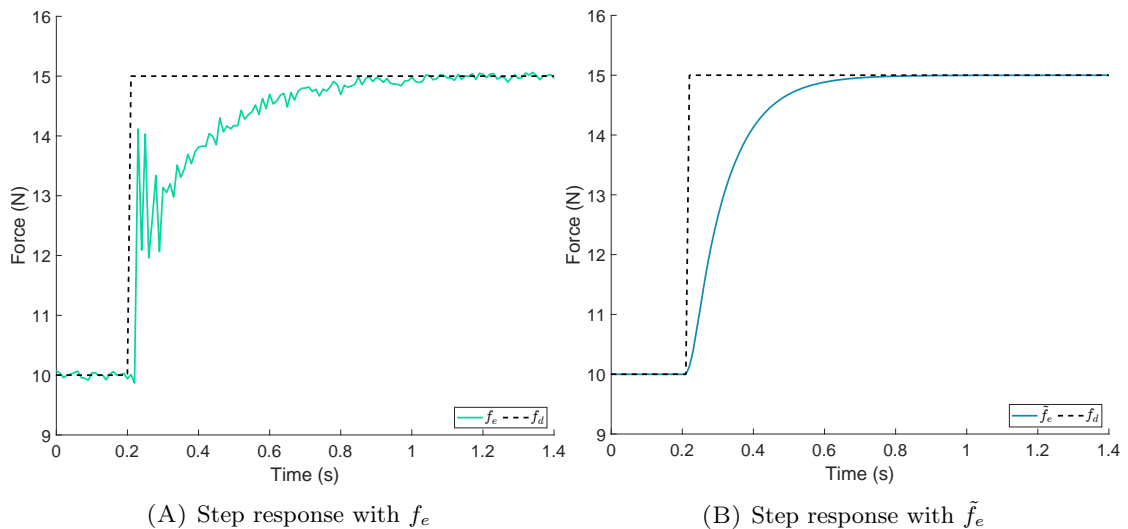 16
15
14
13
12
11
10
9
Force (N)
0 0.2 0.4 0.6 0.8 1 1.2 1.4
Time (s)
f_e f_d
(A) Step response with f_e
16
15
14
13
12
11
10
9
Force (N)
0 0.2 0.4 0.6 0.8 1 1.2 1.4
Time (s)
f̃_e f_d
(B) Step response with f̃_e